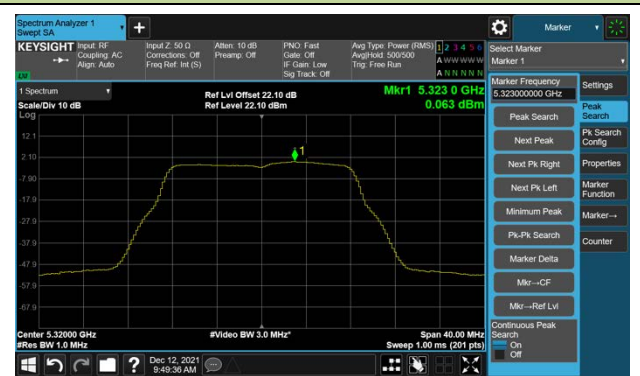 Spectrum Analyzer 1
Swept SA
+
Marker
KEYSIGHT
Input: RF
Coupling: AC
Align: Auto
Input Z: 50 Ω
Corrections: Off
Freq Ref: Int (S)
Atten: 10 dB
Preamp: Off
PNO: Fast
Gate: Off
IF Gain: Low
Sig Track: Off
Avg Type: Power (RMS)
Avg|Hold: 500/500
Trig: Free Run
1 2 3 4 5 6
A W W W W W
A N N N N N
Select Marker
Marker 1
1 Spectrum
Scale/Div 10 dB
Log
Ref Lvl Offset 22.10 dB
Ref Level 22.10 dBm
Mkr1 5.323 0 GHz
0.063 dBm
12.1
2.10
-7.90
-17.9
-27.9
-37.9
-47.9
-57.9
-67.9
1
Center 5.32000 GHz
#Res BW 1.0 MHz
#Video BW 3.0 MHz*
Span 40.00 MHz
Sweep 1.00 ms (201 pts)
Marker Frequency
5.323000000 GHz
Peak Search
Next Peak
Next Pk Right
Next Pk Left
Minimum Peak
Pk-Pk Search
Marker Delta
Mkr→CF
Mkr→Ref Lvl
Continuous Peak
Search
On
Off
Settings
Peak
Search
Pk Search
Config
Properties
Marker
Function
Marker→
Counter
?
Dec 12, 2021
9:49:36 AM